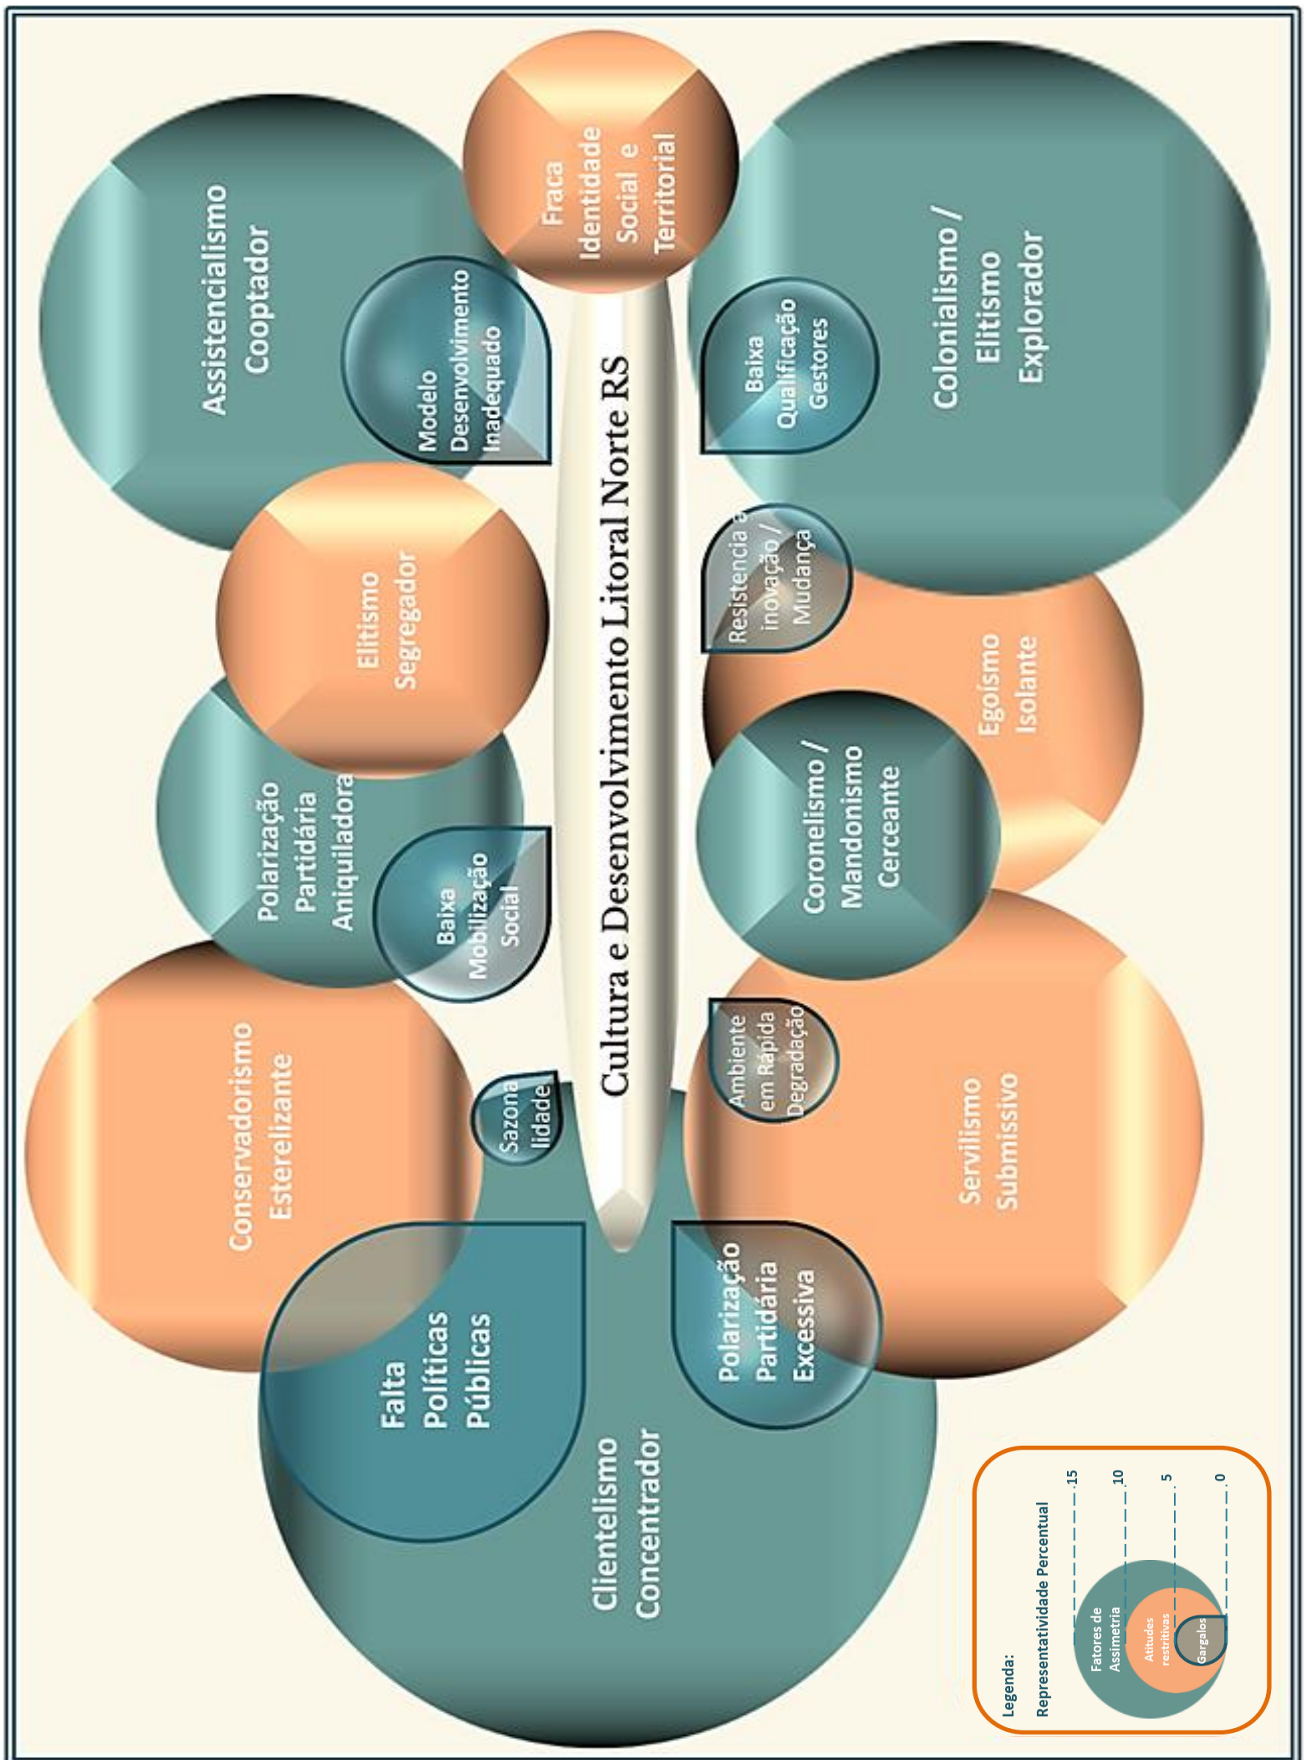 Assistencialismo
Cooptador
Modelo
Desenvolvimento
Inadequado
Elitismo
Segregador
Polarização
Partidária
Aniquiladora
Baixa
Mobilização
Social
Conservadorismo
Esterelizante
Sazona
lidade
Falta
Políticas
Públicas
Clientelismo
Concentrador
Fraca
Identidade
Social e
Territorial
Cultura e Desenvolvimento Litoral Norte RS
Baixa
Qualificação
Gestores
Colonialismo /
Elitismo
Explorador
Resistencia a
inovação /
Mudança
Egoísmo
Isolante
Coronelismo /
Mandonismo
Cerceante
Ambiente
em Rápida
Degradação
Servilismo
Submissivo
Polarização
Partidária
Excessiva
Legenda:
Representatividade Percentual
Fatores de
Assimetria
Atitudes
restritivas
Gargalos
15
10
5
0